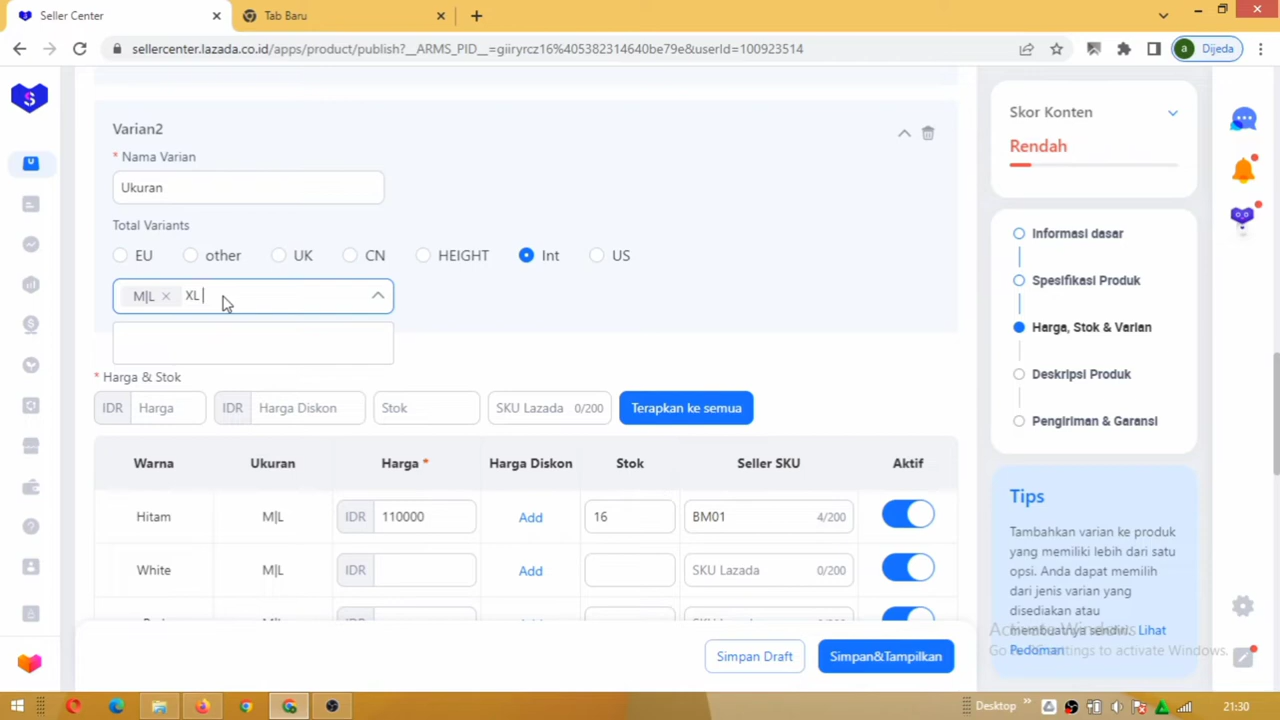 Seller Center
Tab Baru
sellercenter.lazada.co.id/apps/product/publish?__ARMS_PID__=giiryrcz16%405382314640be79e&userId=100923514
a Dijeda
Varian2
* Nama Varian
Ukuran
Total Variants
EU other UK CN HEIGHT Int US
M|L XL
* Harga & Stok
IDR Harga IDR Harga Diskon Stok SKU Lazada 0/200 Terapkan ke semua
Warna Ukuran Harga * Harga Diskon Stok Seller SKU Aktif
Hitam M|L IDR 110000 Add 16 BM01 4/200
White M|L IDR Add SKU Lazada 0/200
Simpan Draft Simpan&Tampilkan
Skor Konten
Rendah
Informasi dasar
Spesifikasi Produk
Harga, Stok & Varian
Deskripsi Produk
Pengiriman & Garansi
Tips
Tambahkan varian ke produk
yang memiliki lebih dari satu
opsi. Anda dapat memilih
dari jenis varian yang
disediakan atau
membuatnya sendiri. Lihat
Pedoman
Activate Windows
Go to Settings to activate Windows.
Desktop 21:30